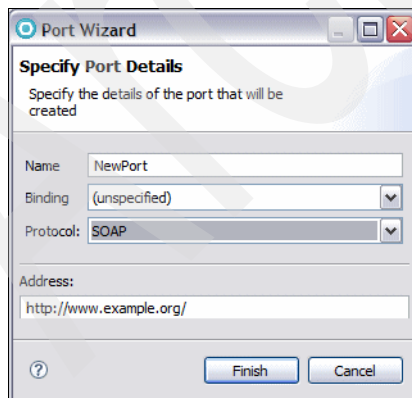 Port Wizard
Specify Port Details
Specify the details of the port that will be
created
Name NewPort
Binding (unspecified)
Protocol: SOAP
Address:
http://www.example.org/
? Finish Cancel